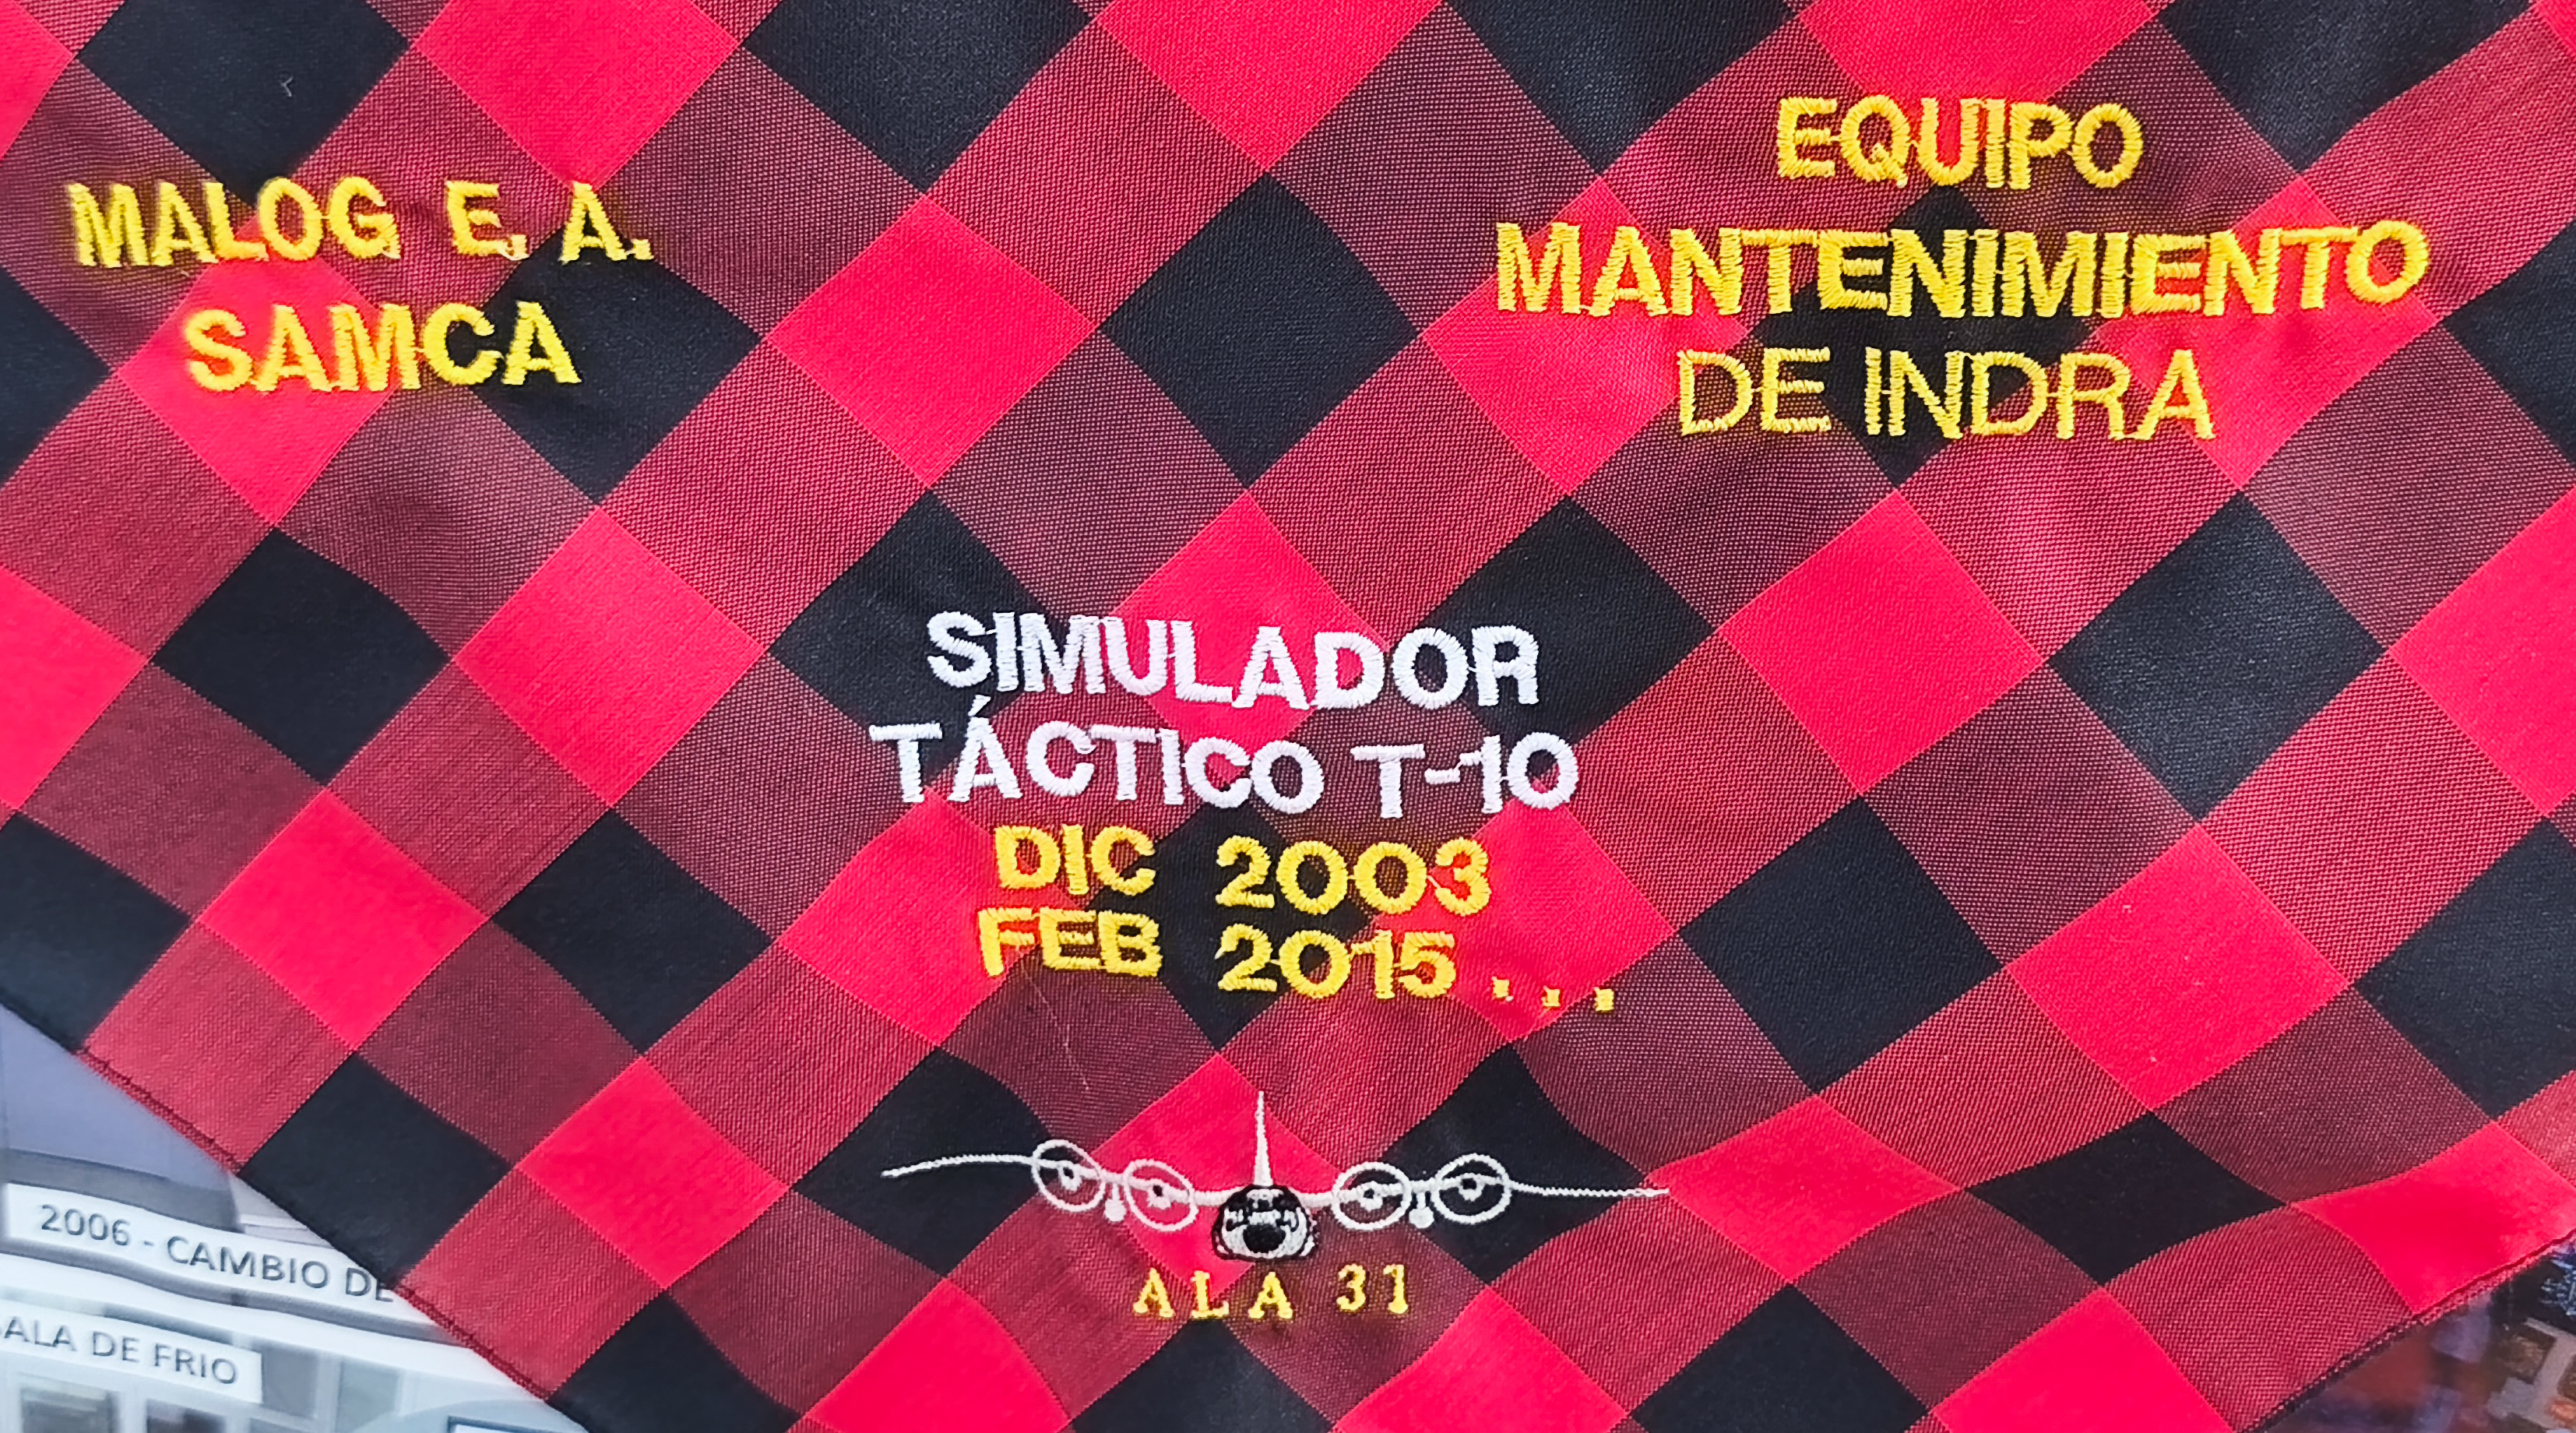 MALOG E. A.
SAMCA
EQUIPO
MANTENIMIENTO
DE INDRA
SIMULADOR
TÁCTICO T-10
DIC 2003
FEB 2015 . . .
ALA 31
2006 - CAMBIO DE
DE FRIO